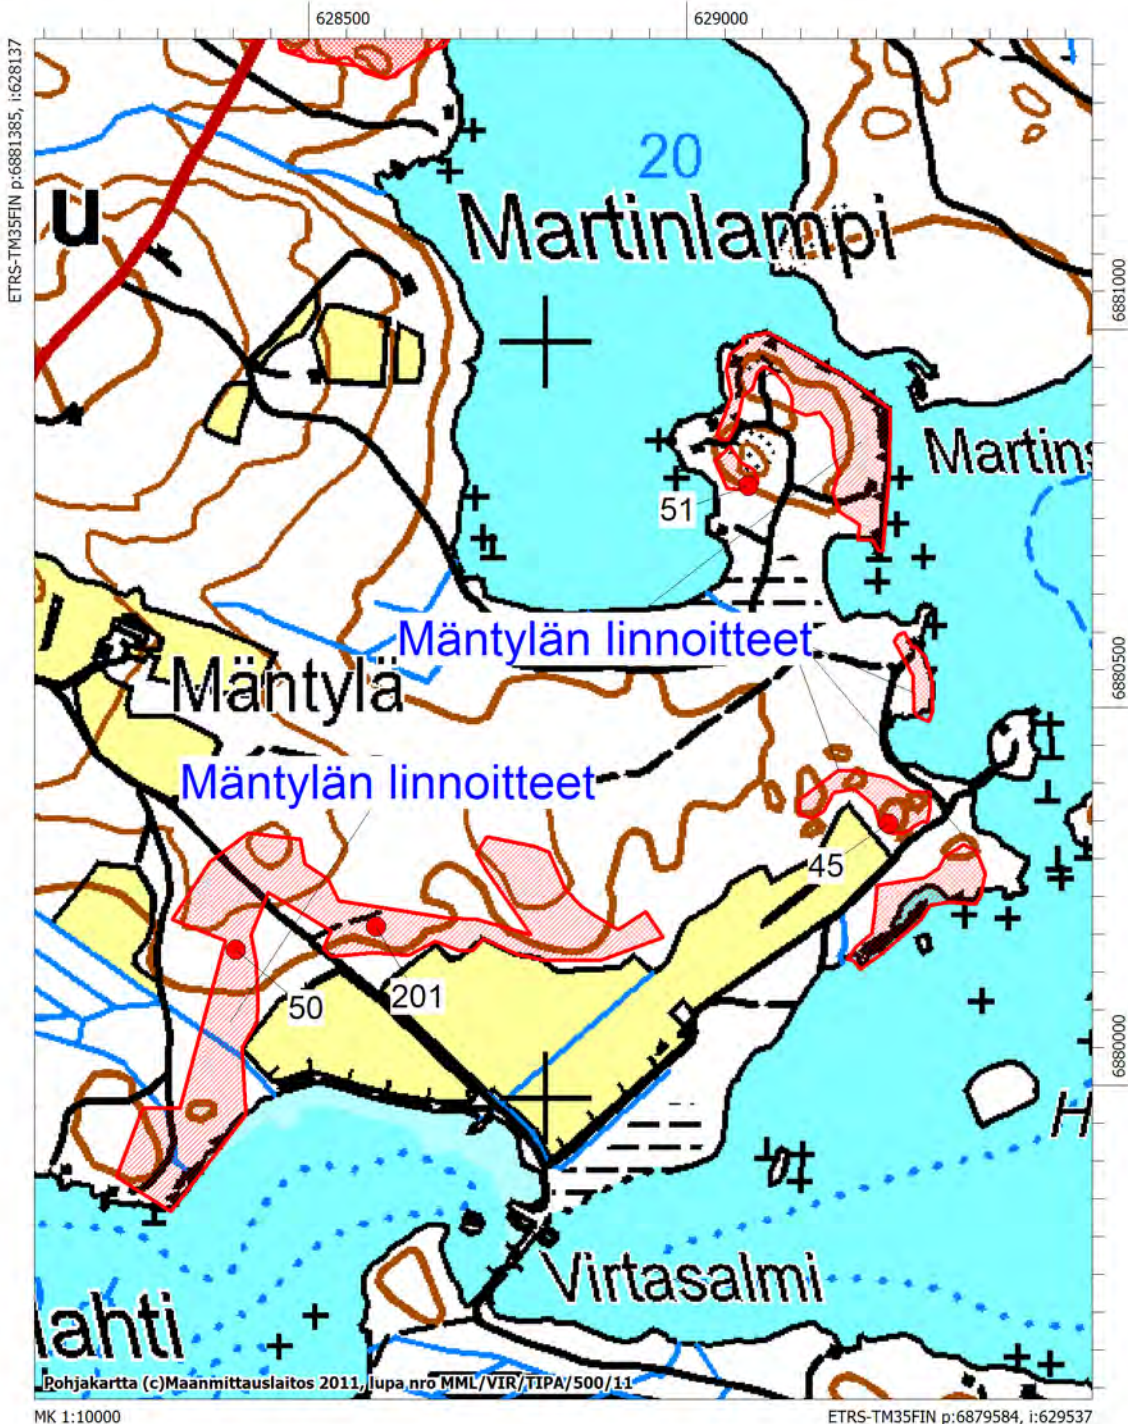 628500
629000
ETRS-TM35FIN p:6881385, i:628137
20
Martinlampi
u
6881000
Martins
51
Mäntylän linnoitteet
Mäntylä
6880500
Mäntylän linnoitteet
45
50
201
6880000
H
Virtasalmi
lahti
Pohjakartta (c)Maanmittauslaitos 2011, lupa nro MML/VIR/TIPA/500/11
MK 1:10000
ETRS-TM35FIN p:6879584, i:629537